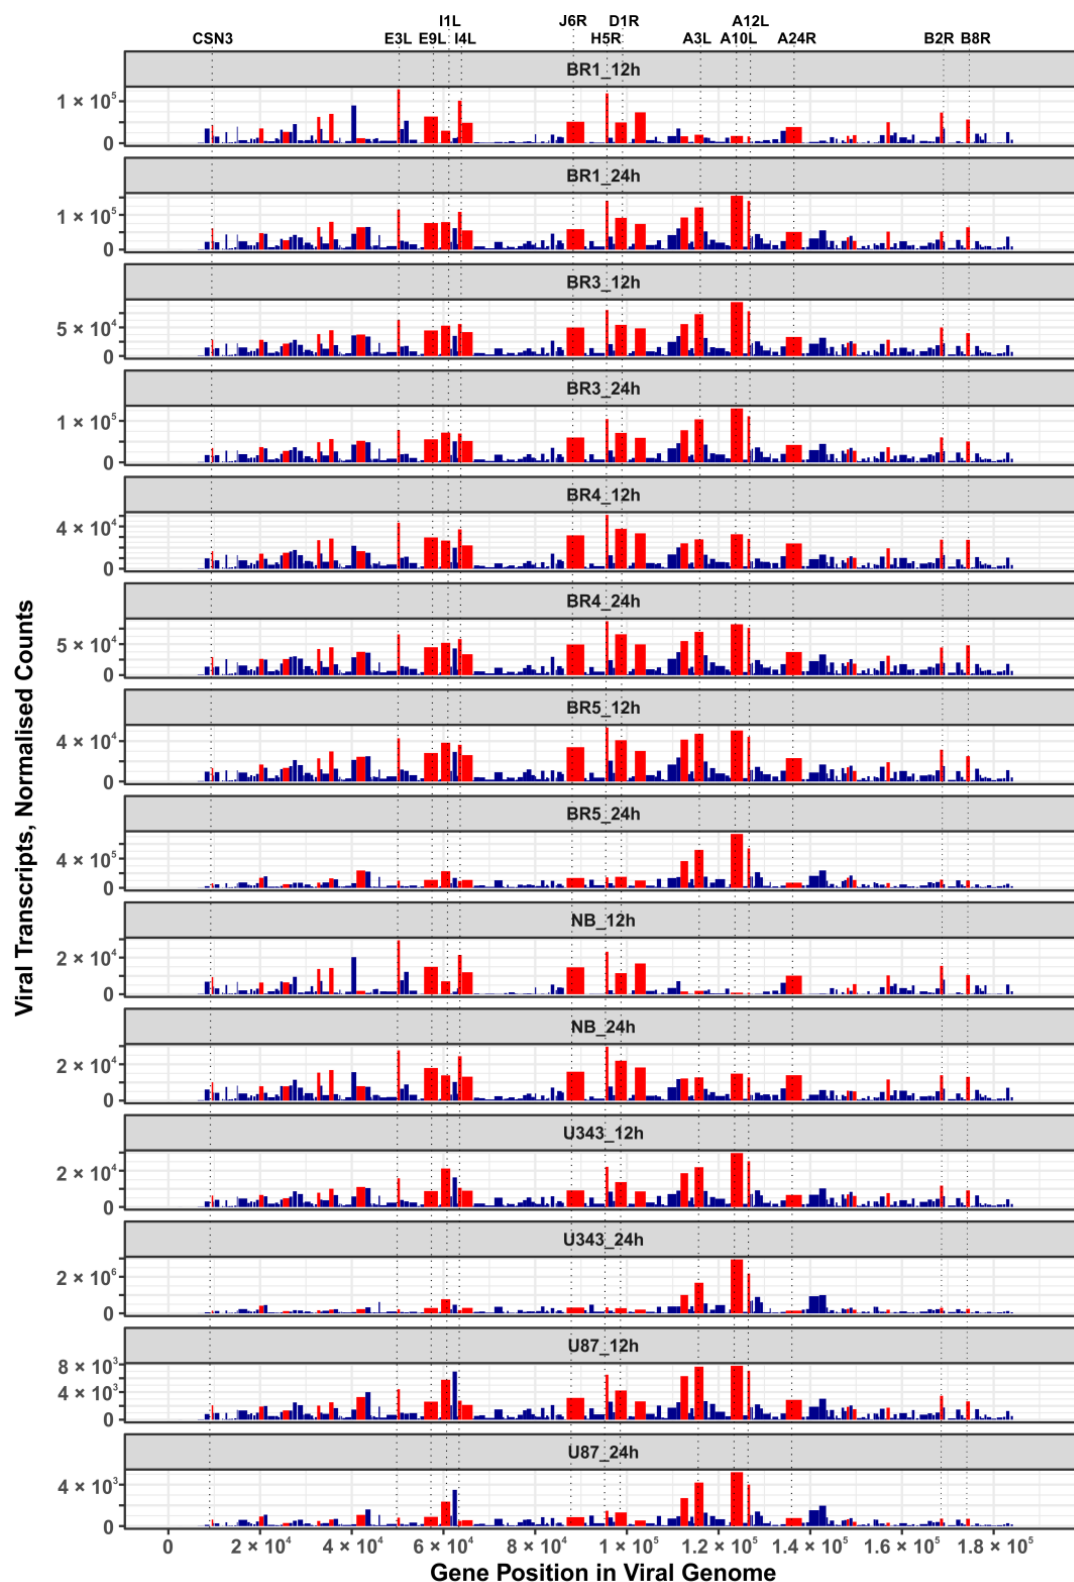 I1L J6R D1R A12L
CSN3 E3L E9L I4L H5R A3L A10L A24R B2R B8R
BR1_12h
1 × 10⁵
0
BR1_24h
1 × 10⁵
0
BR3_12h
5 × 10⁴
0
BR3_24h
1 × 10⁵
0
BR4_12h
4 × 10⁴
0
BR4_24h
5 × 10⁴
0
BR5_12h
4 × 10⁴
0
BR5_24h
4 × 10⁵
0
NB_12h
2 × 10⁴
0
NB_24h
2 × 10⁴
0
U343_12h
2 × 10⁴
0
U343_24h
2 × 10⁶
0
U87_12h
8 × 10³
4 × 10³
0
U87_24h
4 × 10³
0
0 2 × 10⁴ 4 × 10⁴ 6 × 10⁴ 8 × 10⁴ 1 × 10⁵ 1.2 × 10⁵ 1.4 × 10⁵ 1.6 × 10⁵ 1.8 × 10⁵
Gene Position in Viral Genome
Viral Transcripts, Normalised Counts